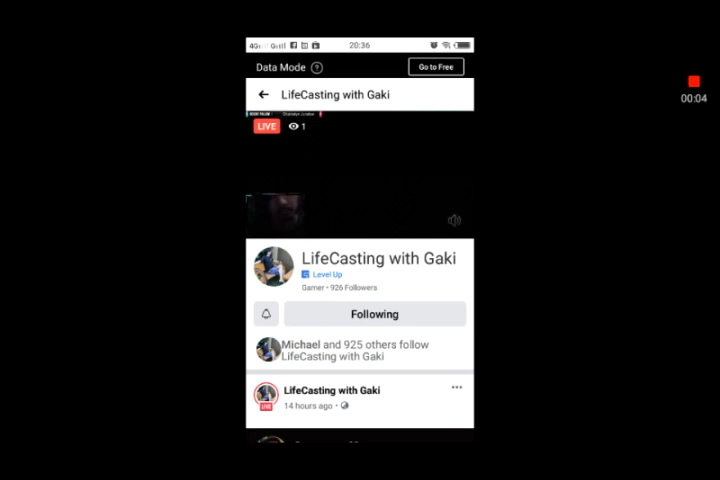 20:36
Data Mode ?
Go to Free
LifeCasting with Gaki
LIVE
1
LifeCasting with Gaki
Level Up
Gamer • 926 Followers
Following
Michael and 925 others follow
LifeCasting with Gaki
LifeCasting with Gaki
LIVE
14 hours ago •
00:04